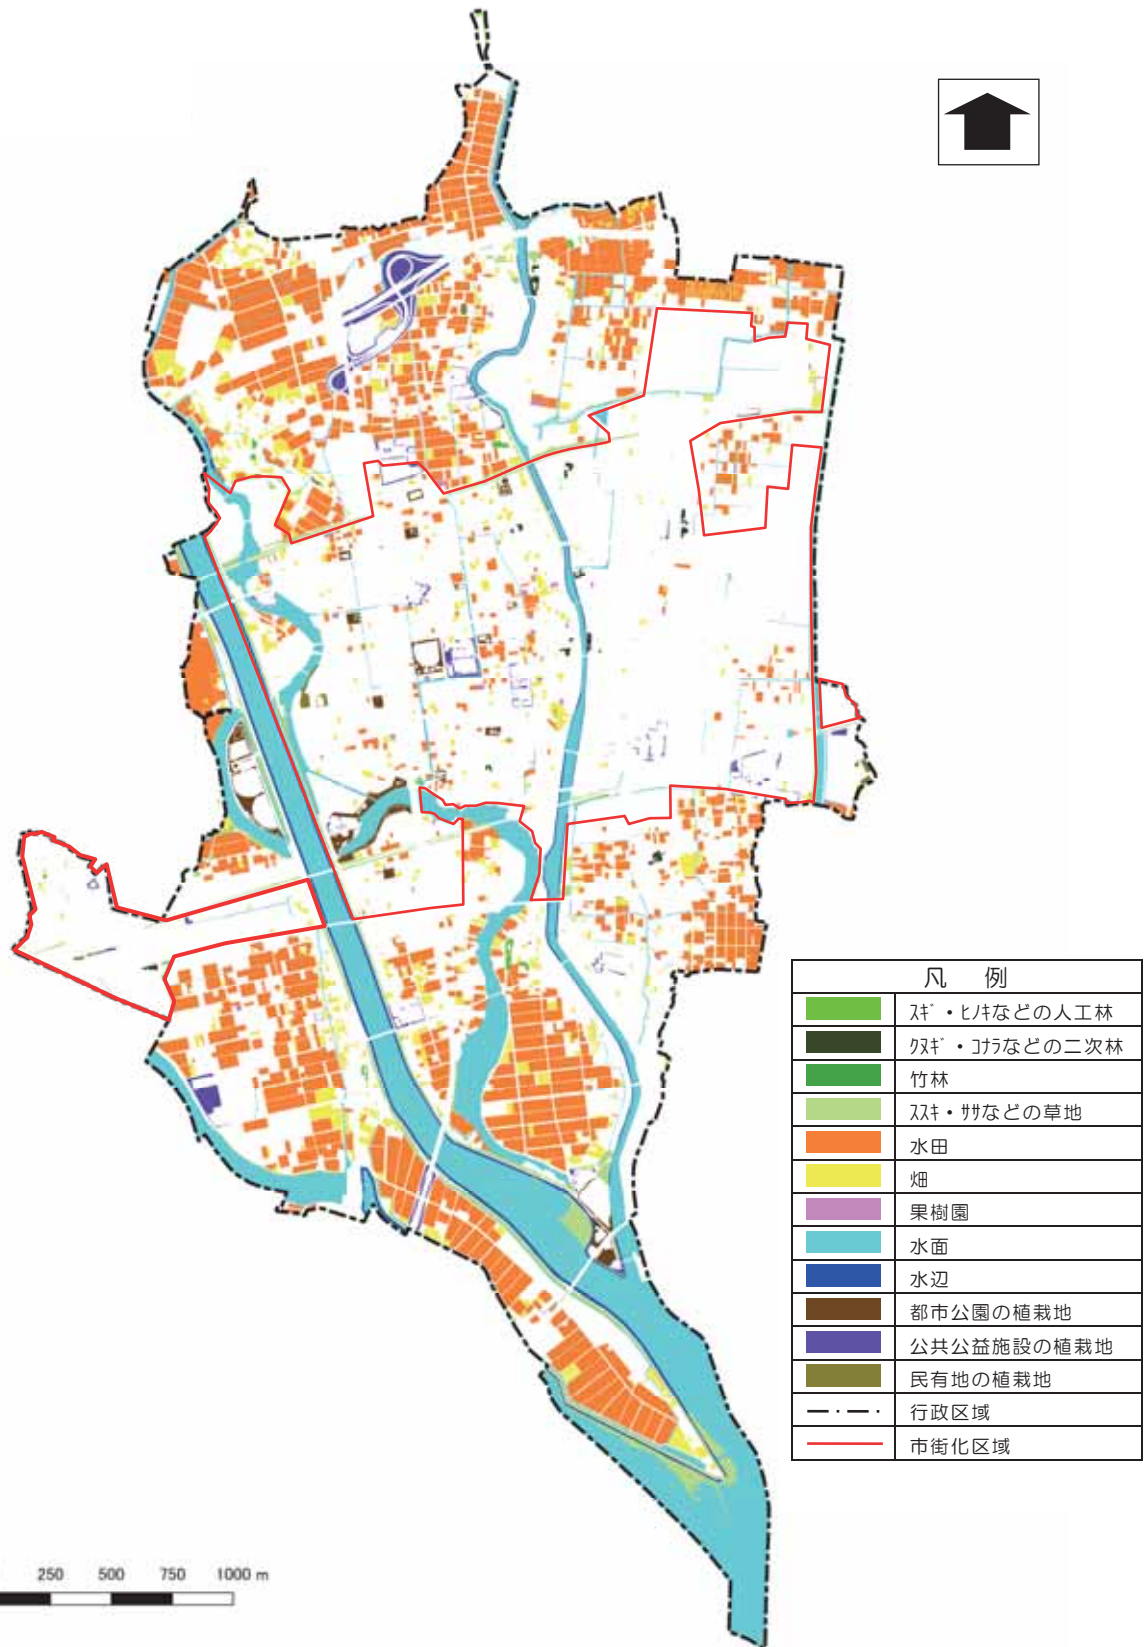 凡 例
ｽｷﾞ・ﾋﾉｷなどの人工林
ｸﾇｷﾞ・ｺﾅﾗなどの二次林
竹林
ｽｽｷ・ｻｻなどの草地
水田
畑
果樹園
水面
水辺
都市公園の植栽地
公共公益施設の植栽地
民有地の植栽地
行政区域
市街化区域
250 500 750 1000 m